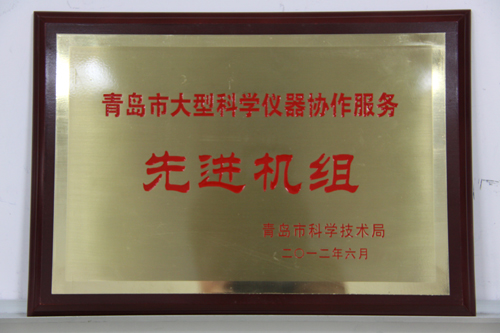 青岛市大型科学仪器协作服务
先进机组
青岛市科学技术局
二〇一二年六月